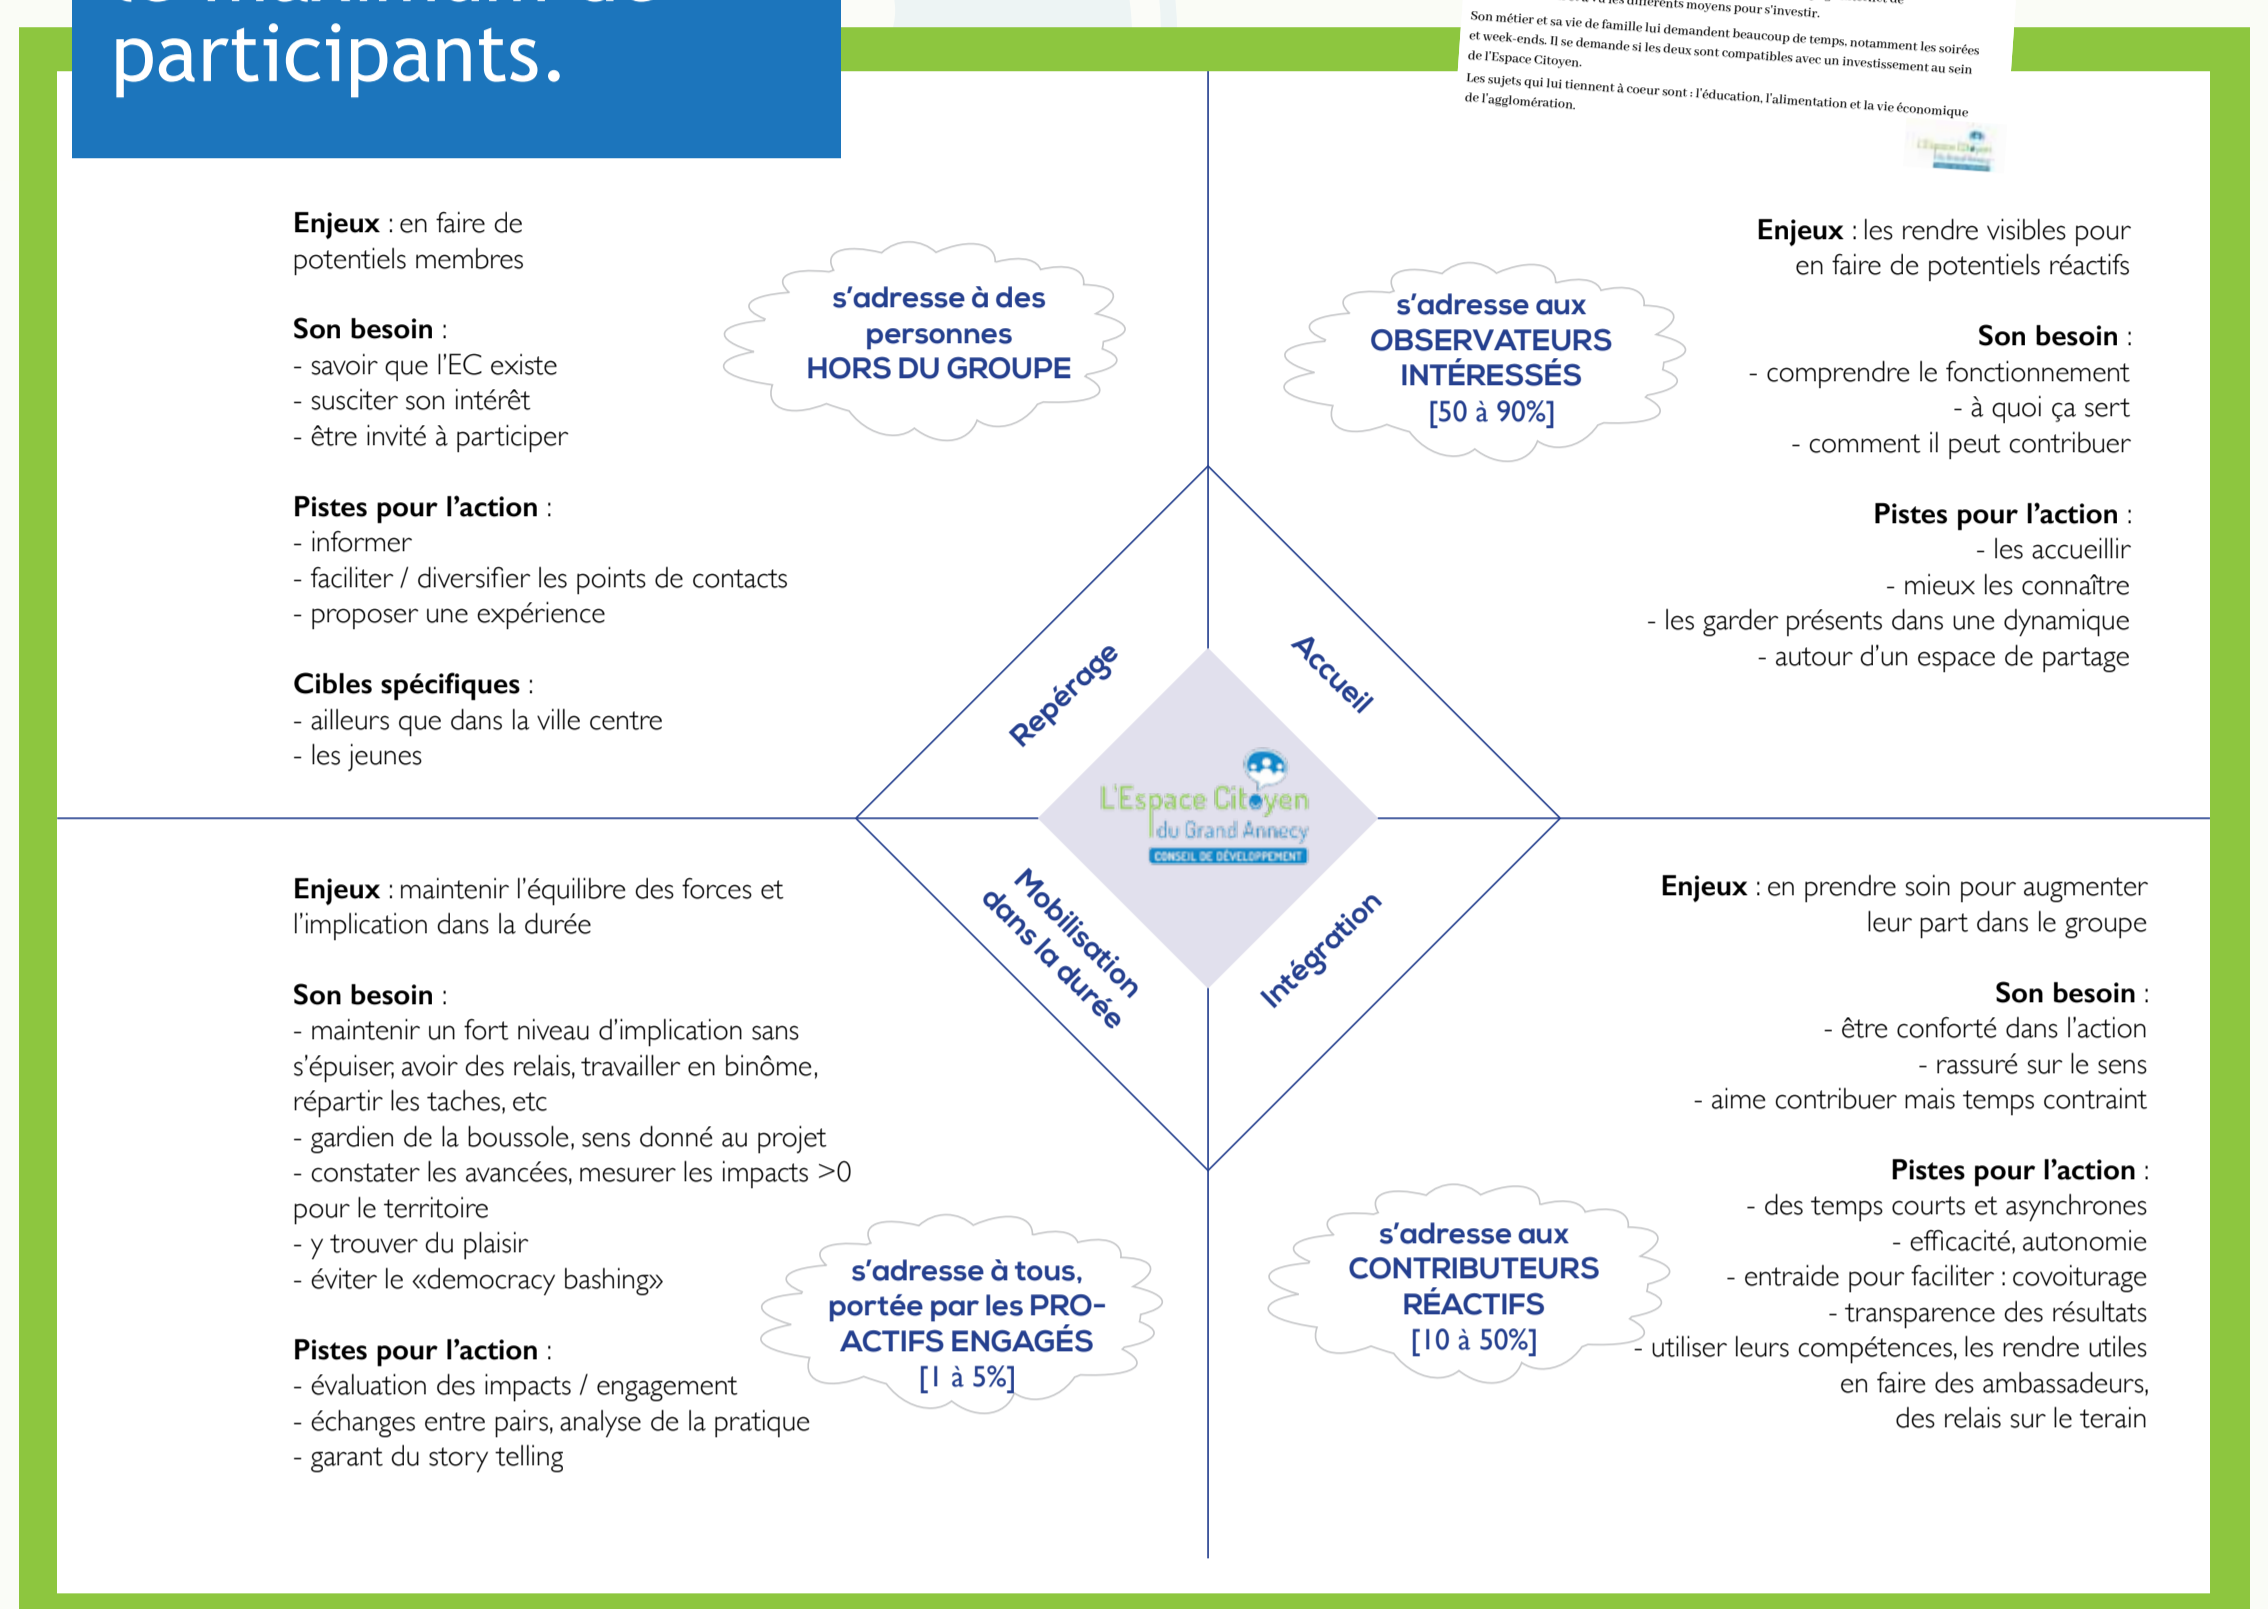 participants.
différents moyens pour s'investir.
Son métier et sa vie de famille lui demandent beaucoup de temps, notamment les soirées
et week-ends. Il se demande si les deux sont compatibles avec un investissement au sein
de l'Espace Citoyen.
Les sujets qui lui tiennent à coeur sont : l'éducation, l'alimentation et la vie économique
de l'agglomération.
Enjeux : en faire de
potentiels membres
Son besoin :
- savoir que l'EC existe
- susciter son intérêt
- être invité à participer
Pistes pour l'action :
- informer
- faciliter / diversifier les points de contacts
- proposer une expérience
Cibles spécifiques :
- ailleurs que dans la ville centre
- les jeunes
s'adresse à des
personnes
HORS DU GROUPE
s'adresse aux
OBSERVATEURS
INTÉRESSÉS
[50 à 90%]
Enjeux : les rendre visibles pour
en faire de potentiels réactifs
Son besoin :
- comprendre le fonctionnement
- à quoi ça sert
- comment il peut contribuer
Pistes pour l'action :
- les accueillir
- mieux les connaître
- les garder présents dans une dynamique
- autour d'un espace de partage
Repérage
Accueil
L'Espace Citoyen
du Grand Annecy
CONSEIL DE DÉVELOPPEMENT
Mobilisation
dans la durée
Intégration
Enjeux : maintenir l'équilibre des forces et
l'implication dans la durée
Son besoin :
- maintenir un fort niveau d'implication sans
s'épuiser, avoir des relais, travailler en binôme,
répartir les taches, etc
- gardien de la boussole, sens donné au projet
- constater les avancées, mesurer les impacts >0
pour le territoire
- y trouver du plaisir
- éviter le «democracy bashing»
Pistes pour l'action :
- évaluation des impacts / engagement
- échanges entre pairs, analyse de la pratique
- garant du story telling
s'adresse à tous,
portée par les PRO-
ACTIFS ENGAGÉS
[1 à 5%]
s'adresse aux
CONTRIBUTEURS
RÉACTIFS
[10 à 50%]
Enjeux : en prendre soin pour augmenter
leur part dans le groupe
Son besoin :
- être conforté dans l'action
- rassuré sur le sens
- aime contribuer mais temps contraint
Pistes pour l'action :
- des temps courts et asynchrones
- efficacité, autonomie
- entraide pour faciliter : covoiturage
- transparence des résultats
- utiliser leurs compétences, les rendre utiles
en faire des ambassadeurs,
des relais sur le terain